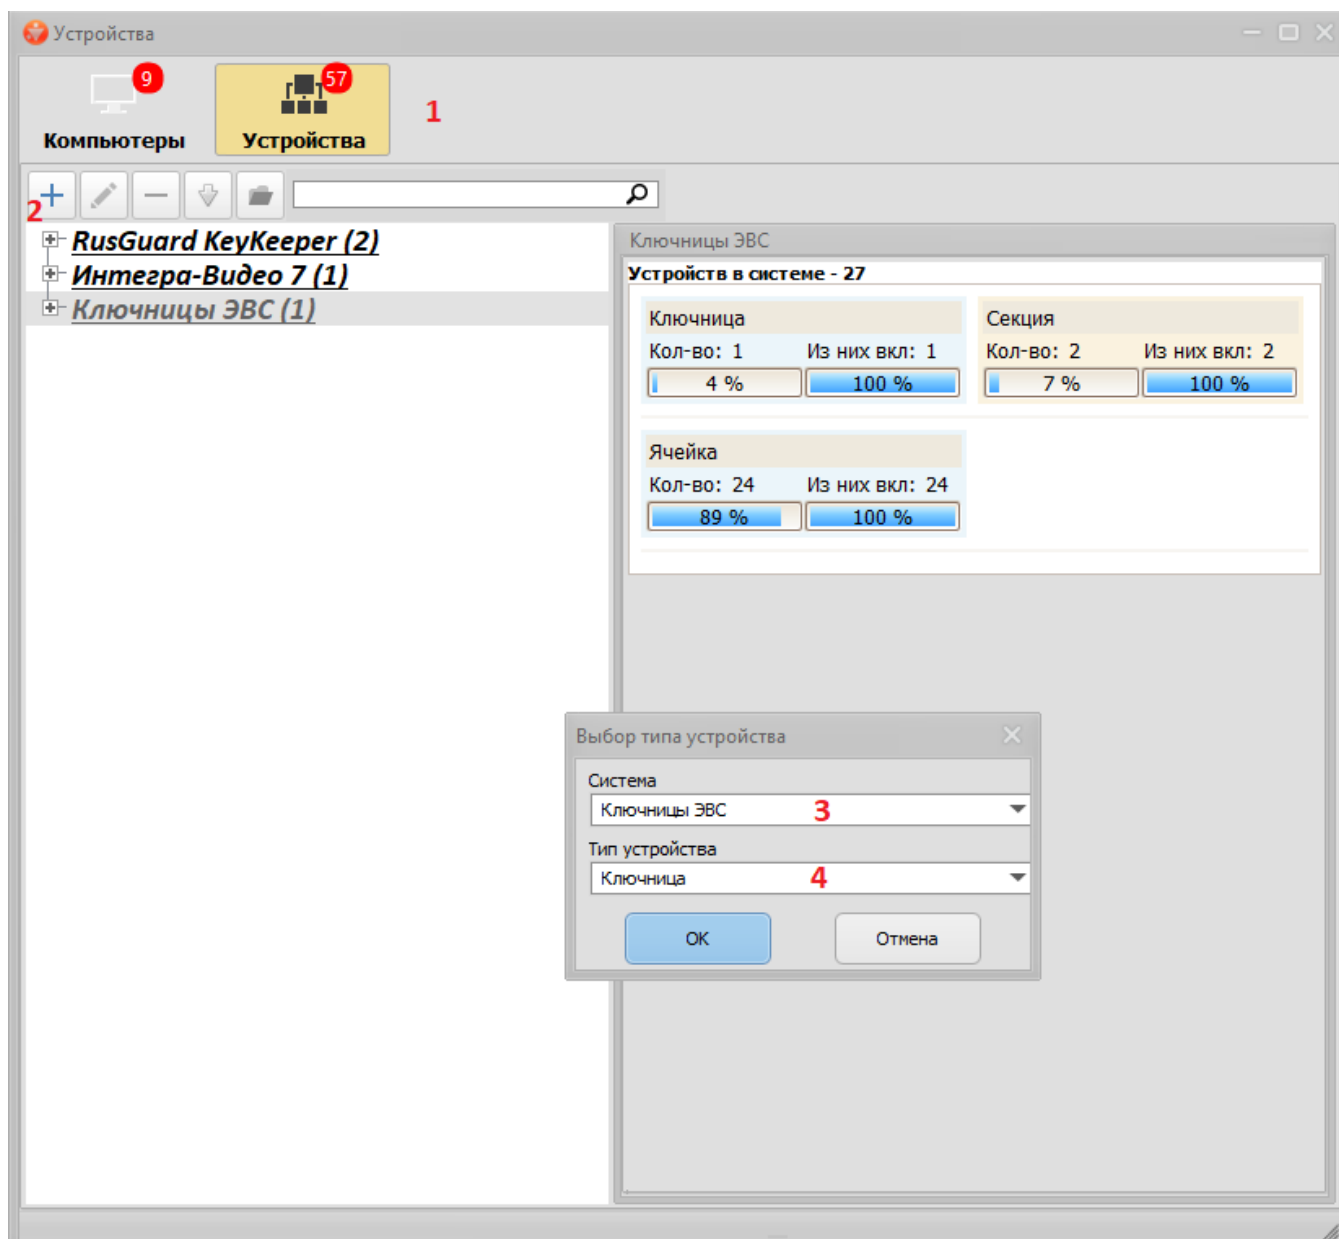 Устройства
9
57
1
Компьютеры
Устройства
2
RusGuard KeyKeeper (2)
Интегра-Видео 7 (1)
Ключницы ЭВС (1)
Ключницы ЭВС
Устройств в системе - 27
Ключница
Кол-во: 1 Из них вкл: 1
4 % 100 %
Секция
Кол-во: 2 Из них вкл: 2
7 % 100 %
Ячейка
Кол-во: 24 Из них вкл: 24
89 % 100 %
Выбор типа устройства
Система
Ключницы ЭВС 3
Тип устройства
Ключница 4
ОК Отмена